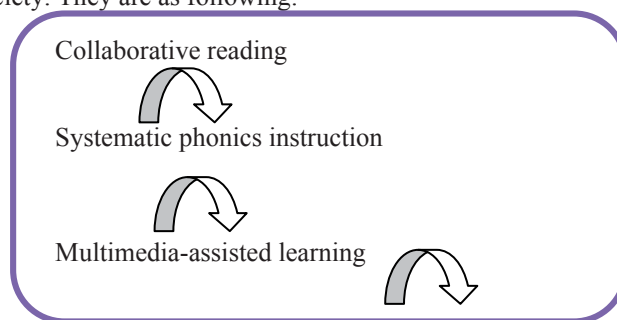 ciety. They are as following:
Collaborative reading
Systematic phonics instruction
Multimedia-assisted learning